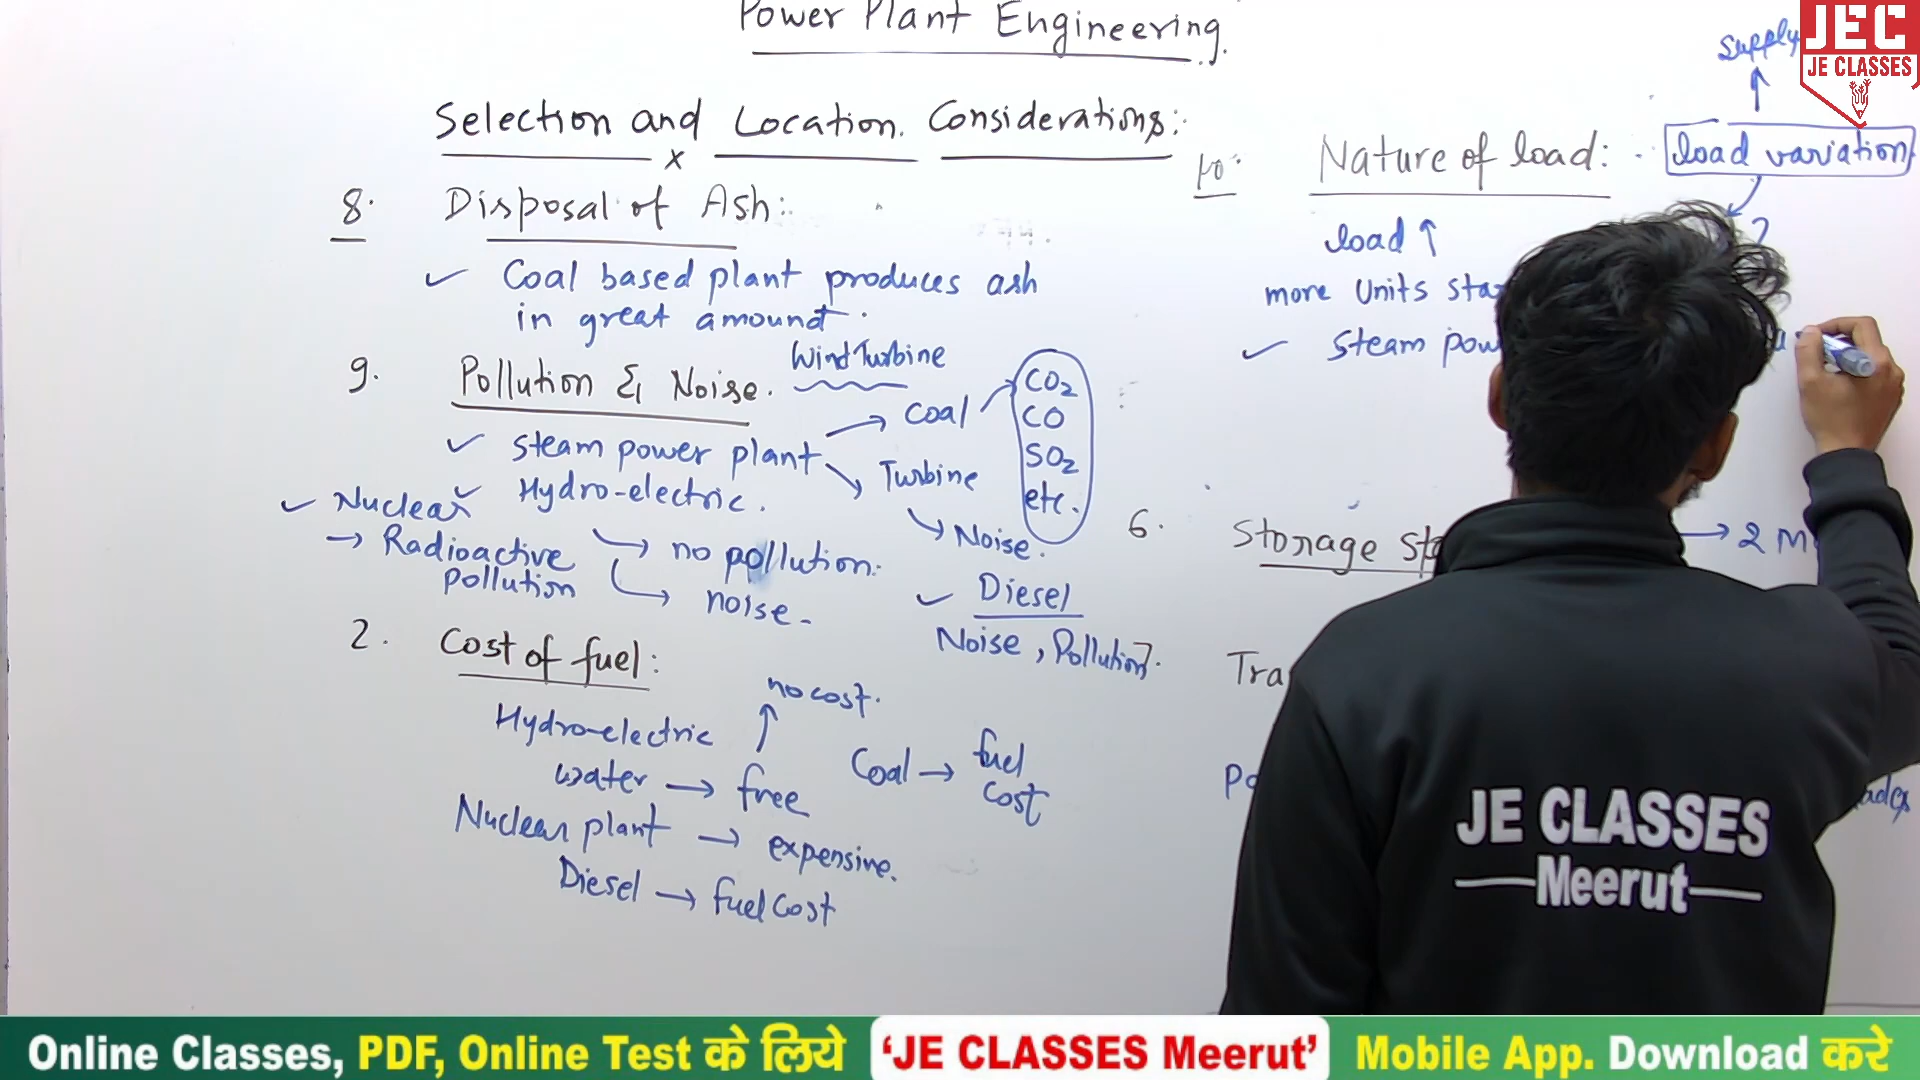 Power Plant Engineering.
Selection and Location. Considerations:
x
8. Disposal of Ash:
✓ Coal based plant produces ash
in great amount.
9. Pollution & Noise.
Wind Turbine
✓ steam power plant
→ Coal → CO2
CO
SO2
etc.
Turbine
→ Noise.
✓ Hydro-electric.
→ no pollution.
→ noise.
✓ Nuclear
→ Radioactive
pollution
✓ Diesel
Noise, Pollution.
2. Cost of fuel:
Hydro-electric
water → free
↑
no cost.
Coal → fuel
cost
Nuclear plant → expensive.
Diesel → fuel Cost
10. Nature of load:
load variation
↑
Supply
load ↑
more Units
✓ Steam
6. Storage
→ 2
JEC
JE CLASSES
JE CLASSES
Meerut
Online Classes, PDF, Online Test के लिये 'JE CLASSES Meerut' Mobile App. Download करे